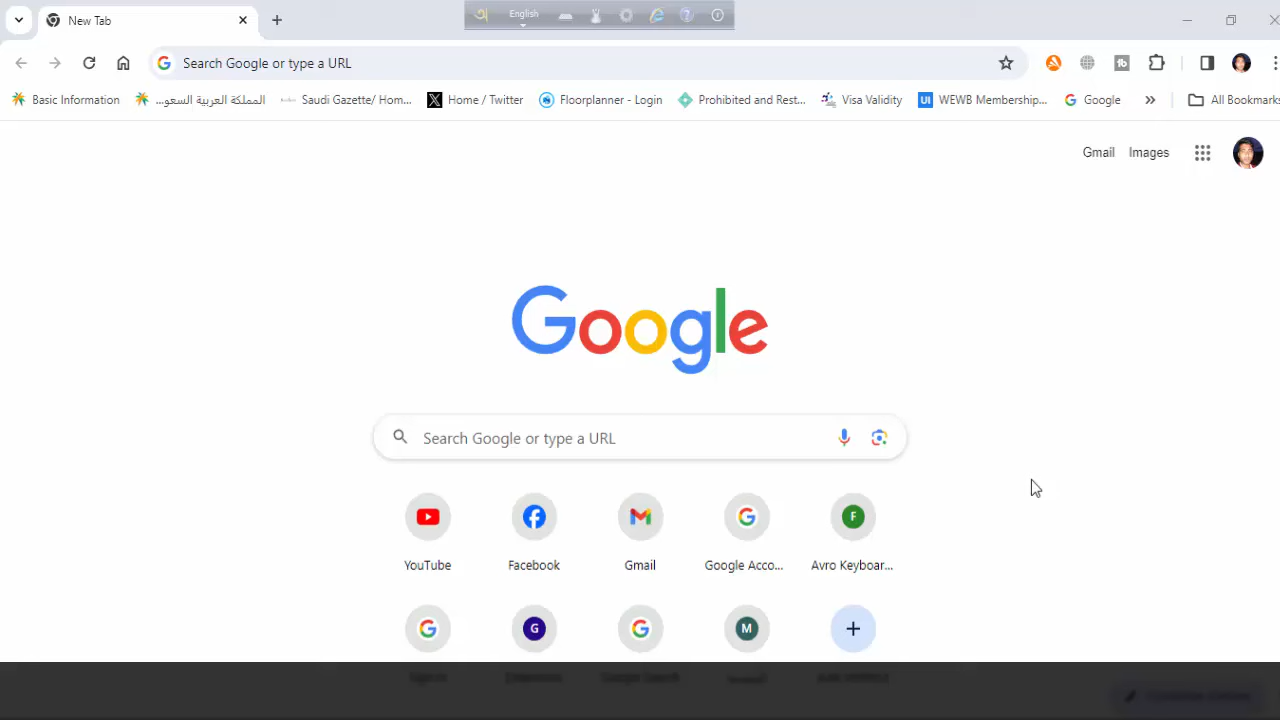 New Tab
অ English
Search Google or type a URL
Basic Information
المملكة العربية السعو...
Saudi Gazette/ Hom...
X Home / Twitter
Floorplanner - Login
Prohibited and Rest...
Visa Validity
UI WEWB Membership...
G Google
All Bookmarks
Gmail Images
Google
Search Google or type a URL
YouTube
Facebook
Gmail
Google Acco...
Avro Keyboar...
F
G
M